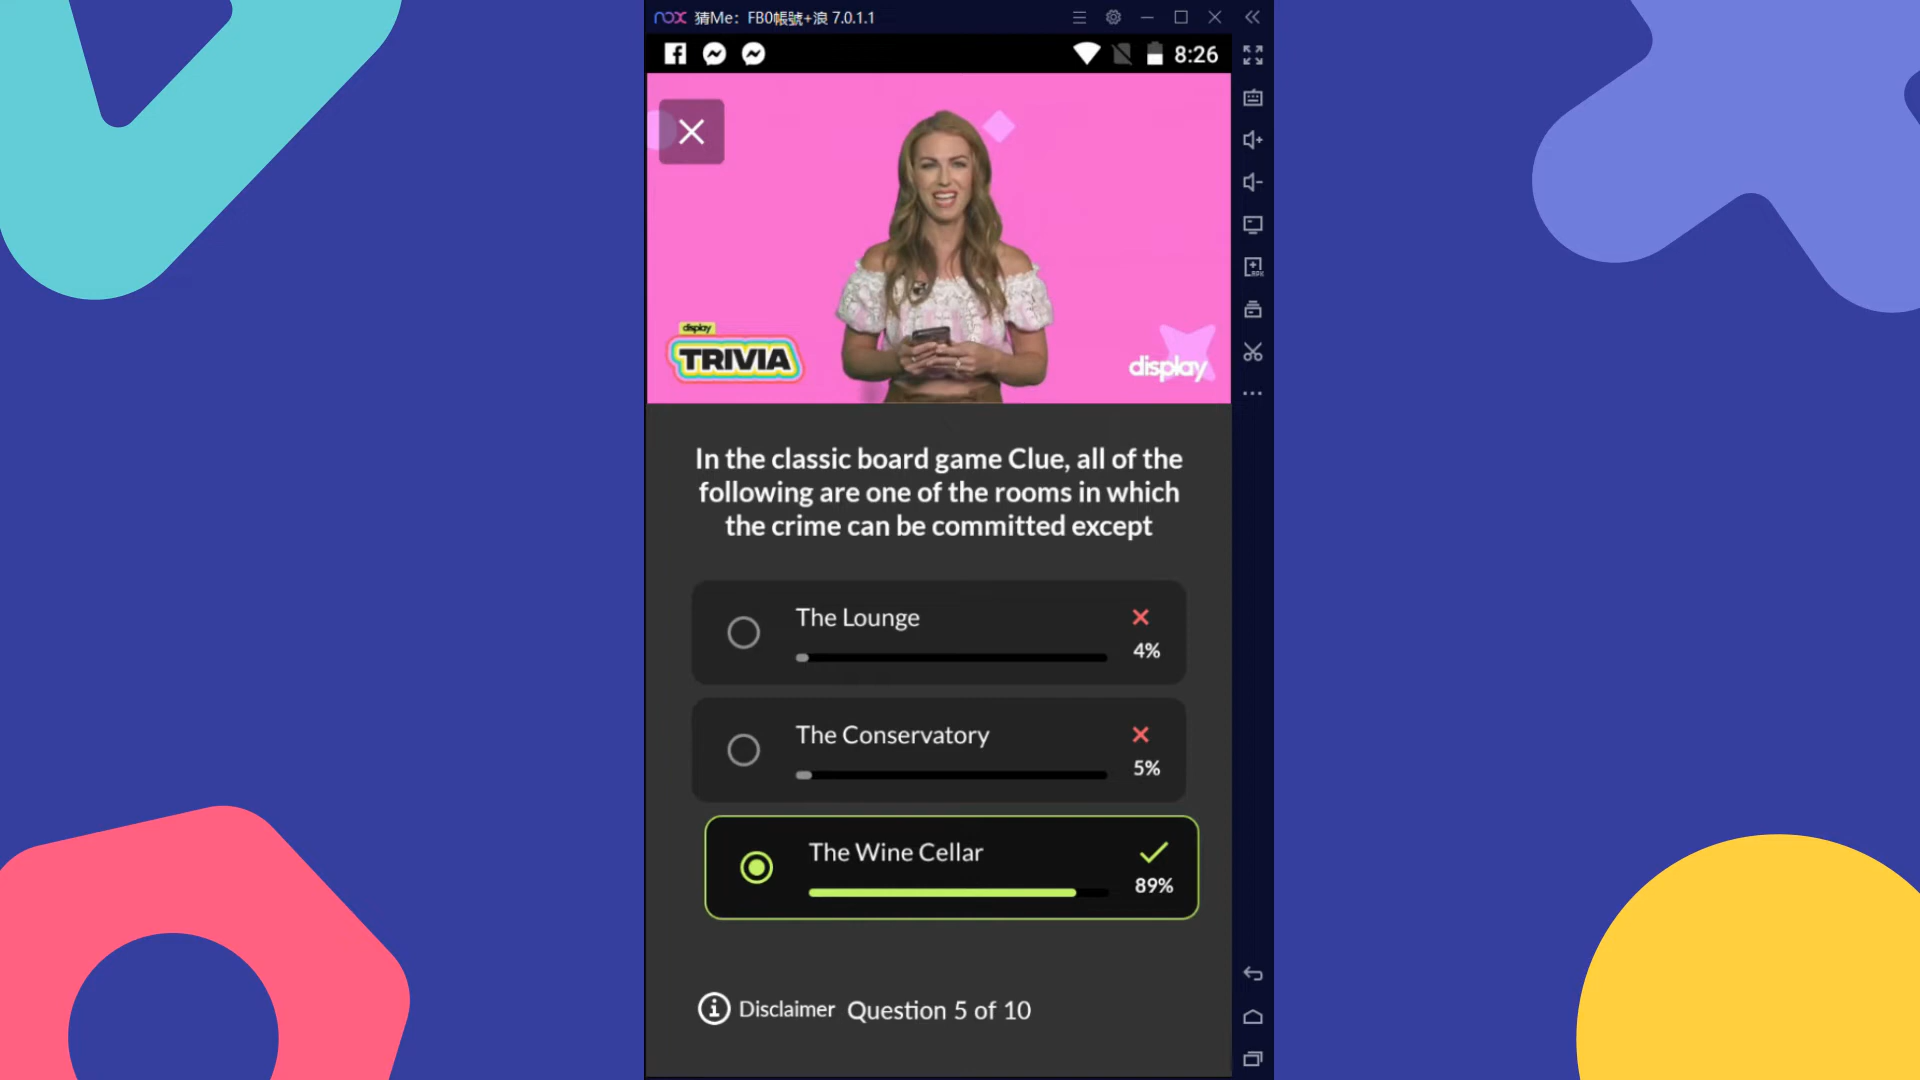 nox 猜Me: FB0帳號+浪 7.0.1.1
8:26
display
TRIVIA
display
In the classic board game Clue, all of the
following are one of the rooms in which
the crime can be committed except
The Lounge
4%
The Conservatory
5%
The Wine Cellar
89%
Disclaimer Question 5 of 10